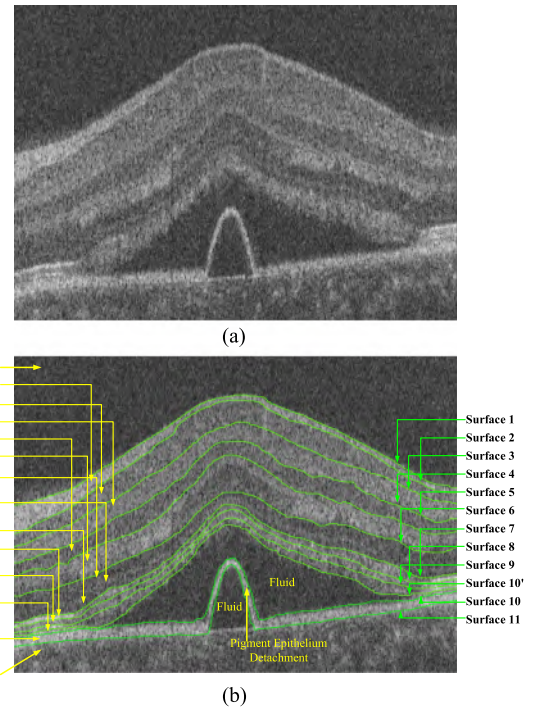 (a)
Surface 1
Surface 2
Surface 3
Surface 4
Surface 5
Surface 6
Surface 7
Surface 8
Surface 9
Surface 10'
Surface 10
Surface 11
Fluid
Fluid
Pigment Epithelium
Detachment
(b)